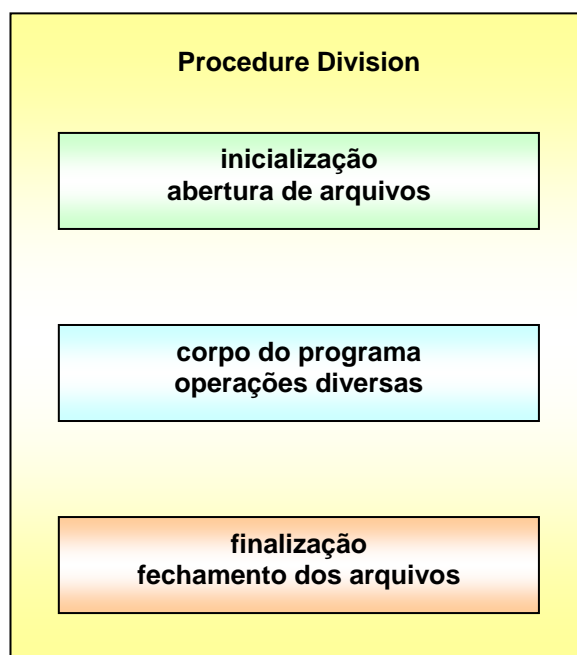 Procedure Division
inicialização
abertura de arquivos
corpo do programa
operações diversas
finalização
fechamento dos arquivos